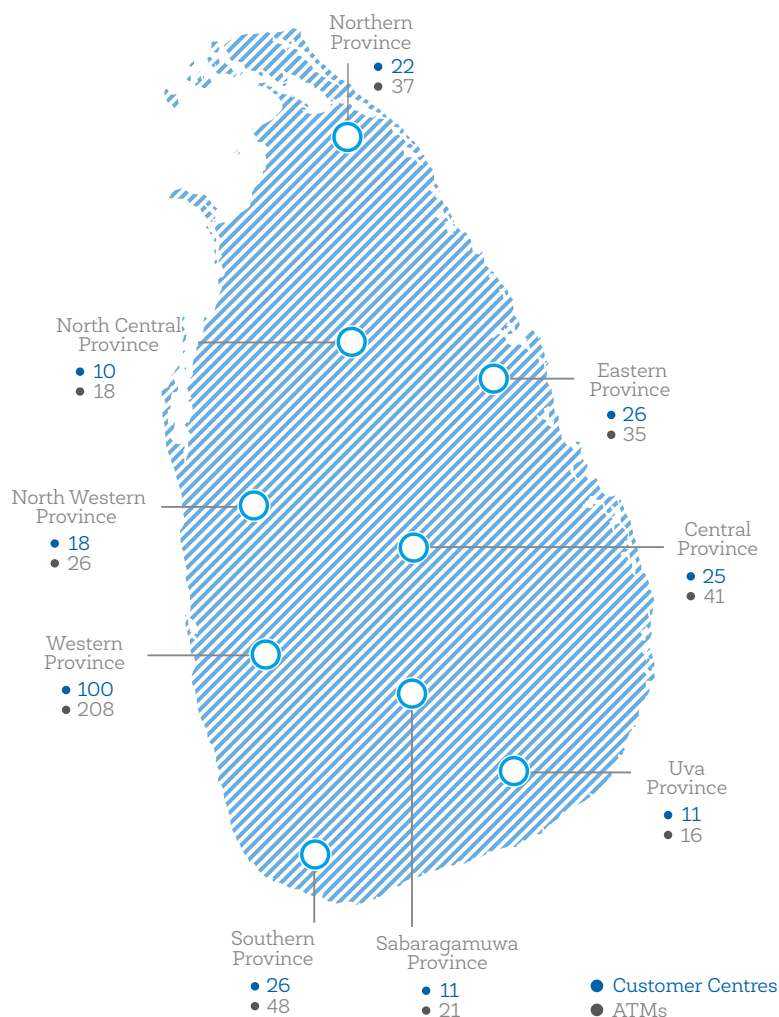 Northern
Province
22
37
North Central
Province
10
18
Eastern
Province
26
35
North Western
Province
18
26
Central
Province
25
41
Western
Province
100
208
Uva
Province
11
16
Southern
Province
26
48
Sabaragamuwa
Province
11
21
Customer Centres
ATMs